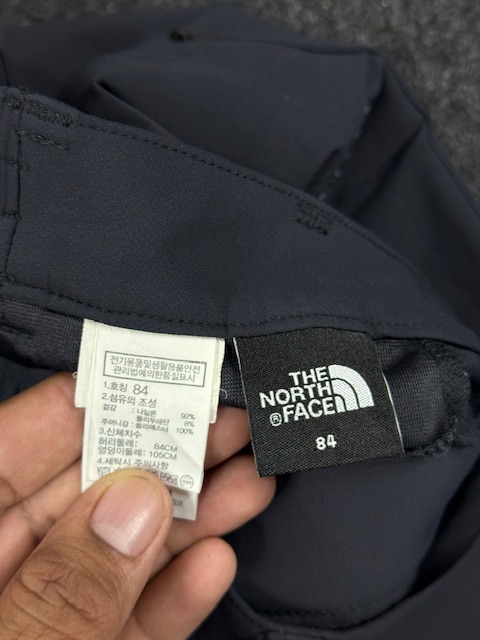 전기용품및생활용품안전
관리법에의한품질표시
1.호칭 84
2.섬유의 조성
겉감 : 나일론 92%
폴리우레탄 8%
주머니감 : 폴리에스터 100%
3.신체치수
허리둘레: 84CM
엉덩이둘레: 105CM
4.세탁시 주의사항
THE
NORTH
®FACE
84